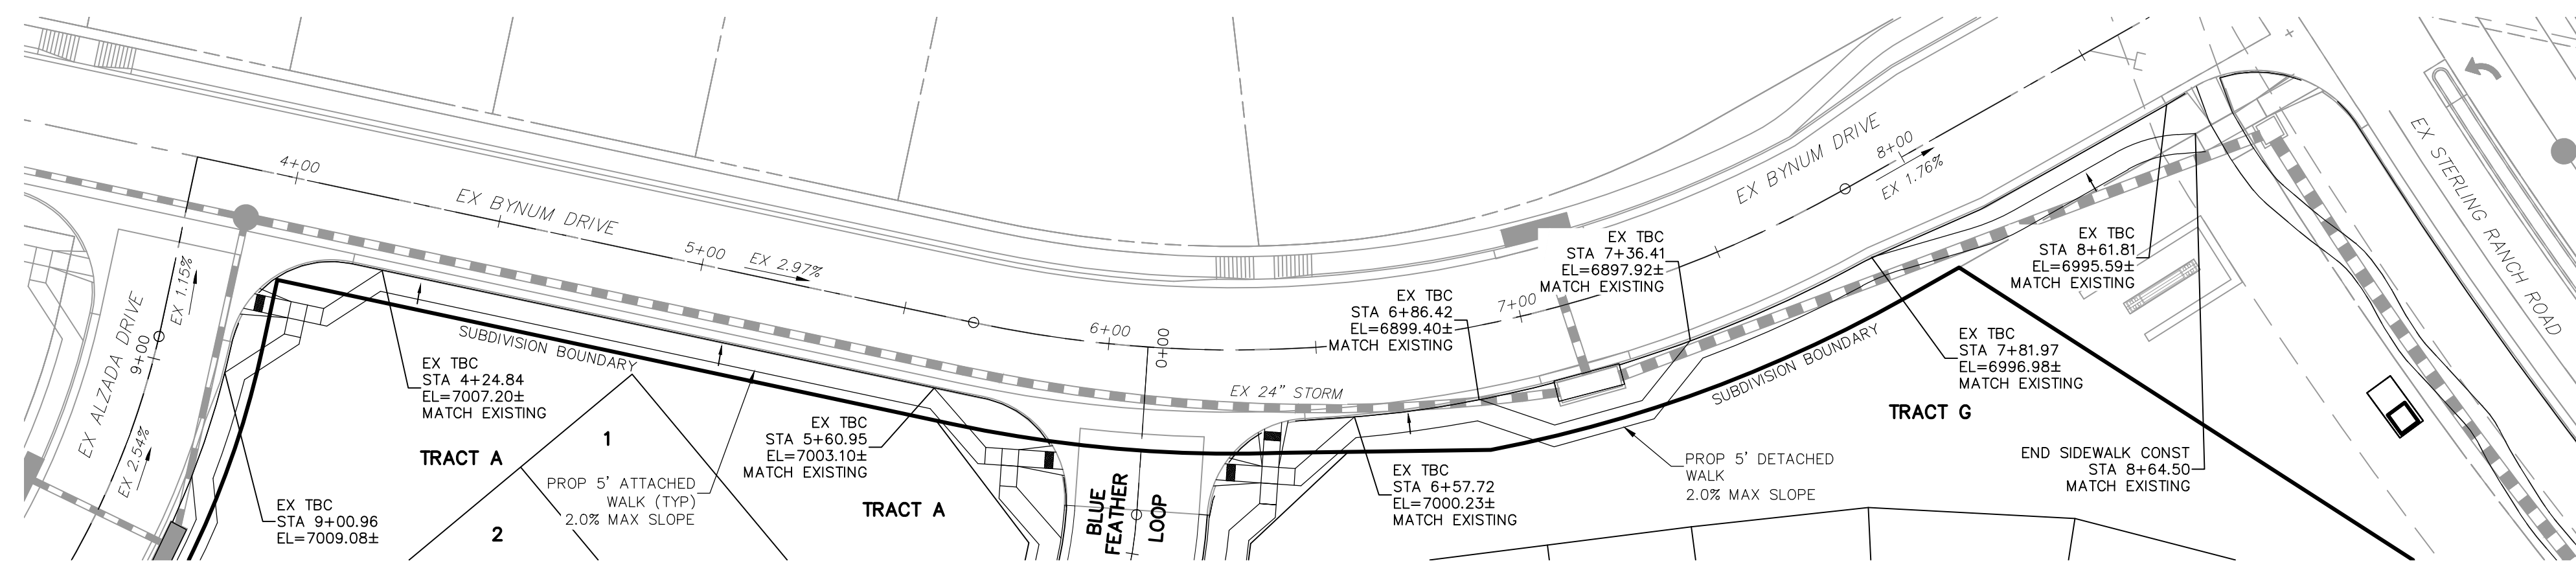 4+00
EX BYNUM DRIVE
5+00
EX 2.97%
6+00
0+00
7+00
EX BYNUM DRIVE
8+00
EX 1.76%
EX STERLING RANCH ROAD
EX ALZADA DRIVE
9+00
EX 1.15%
EX 2.54%
SUBDIVISION BOUNDARY
EX TBC
STA 4+24.84
EL=7007.20±
MATCH EXISTING
TRACT A
EX TBC
STA 9+00.96
EL=7009.08±
1
2
PROP 5' ATTACHED
WALK (TYP)
2.0% MAX SLOPE
EX TBC
STA 5+60.95
EL=7003.10±
MATCH EXISTING
TRACT A
BLUE
FEATHER
LOOP
EX 24" STORM
EX TBC
STA 6+86.42
EL=6899.40±
MATCH EXISTING
EX TBC
STA 7+36.41
EL=6897.92±
MATCH EXISTING
EX TBC
STA 6+57.72
EL=7000.23±
MATCH EXISTING
PROP 5' DETACHED
WALK
2.0% MAX SLOPE
SUBDIVISION BOUNDARY
TRACT G
EX TBC
STA 7+81.97
EL=6996.98±
MATCH EXISTING
EX TBC
STA 8+61.81
EL=6995.59±
MATCH EXISTING
END SIDEWALK CONST
STA 8+64.50
MATCH EXISTING